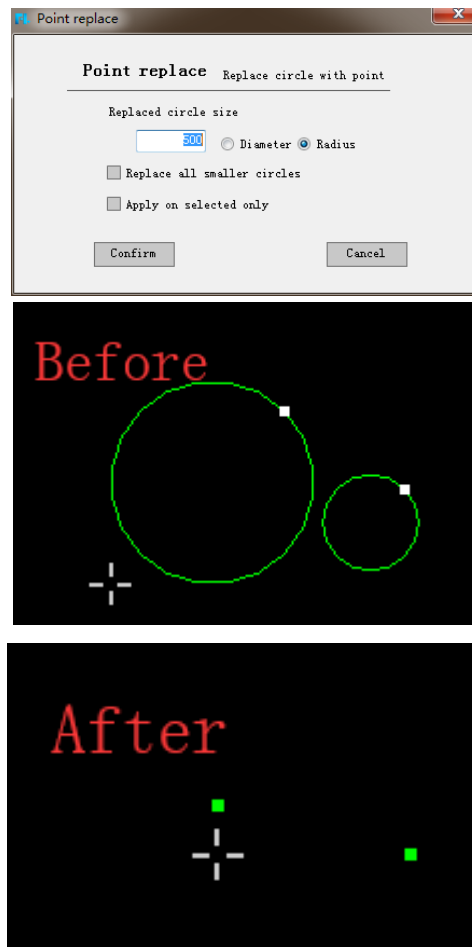 Point replace
Point replace Replace circle with point
Replaced circle size
500 Diameter Radius
Replace all smaller circles
Apply on selected only
Confirm Cancel
Before
After